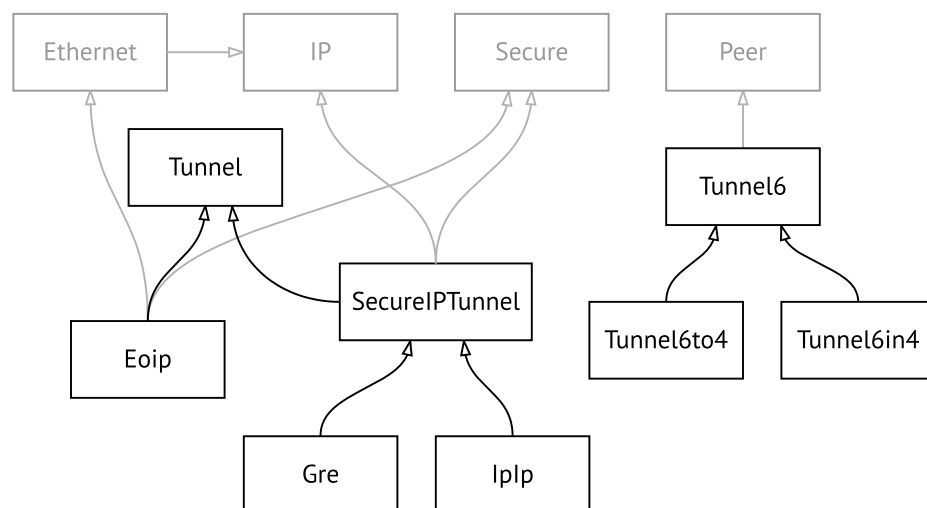 Ethernet
IP
Secure
Peer
Tunnel
Tunnel6
SecureIPTunnel
Tunnel6to4
Tunnel6in4
Eoip
Gre
IpIp